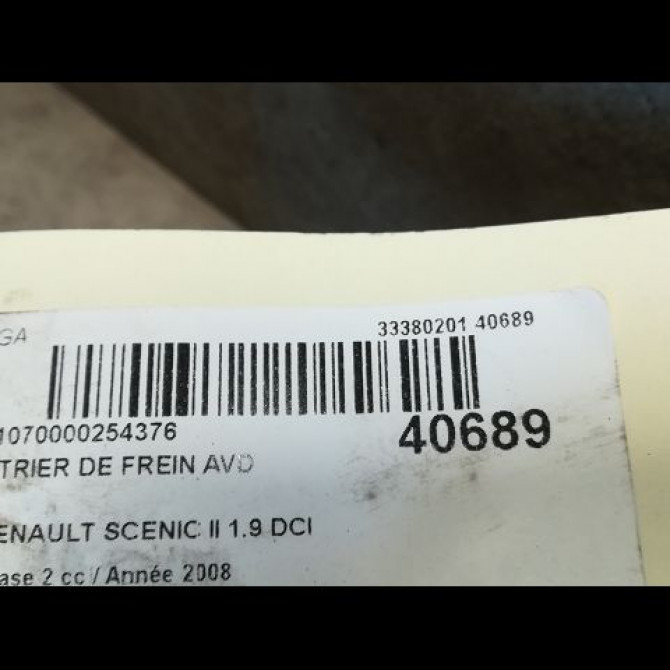 GA 33380201 40689
1070000254376 40689
TRIER DE FREIN AVD
ENAULT SCENIC II 1.9 DCI
ase 2 cc / Année 2008